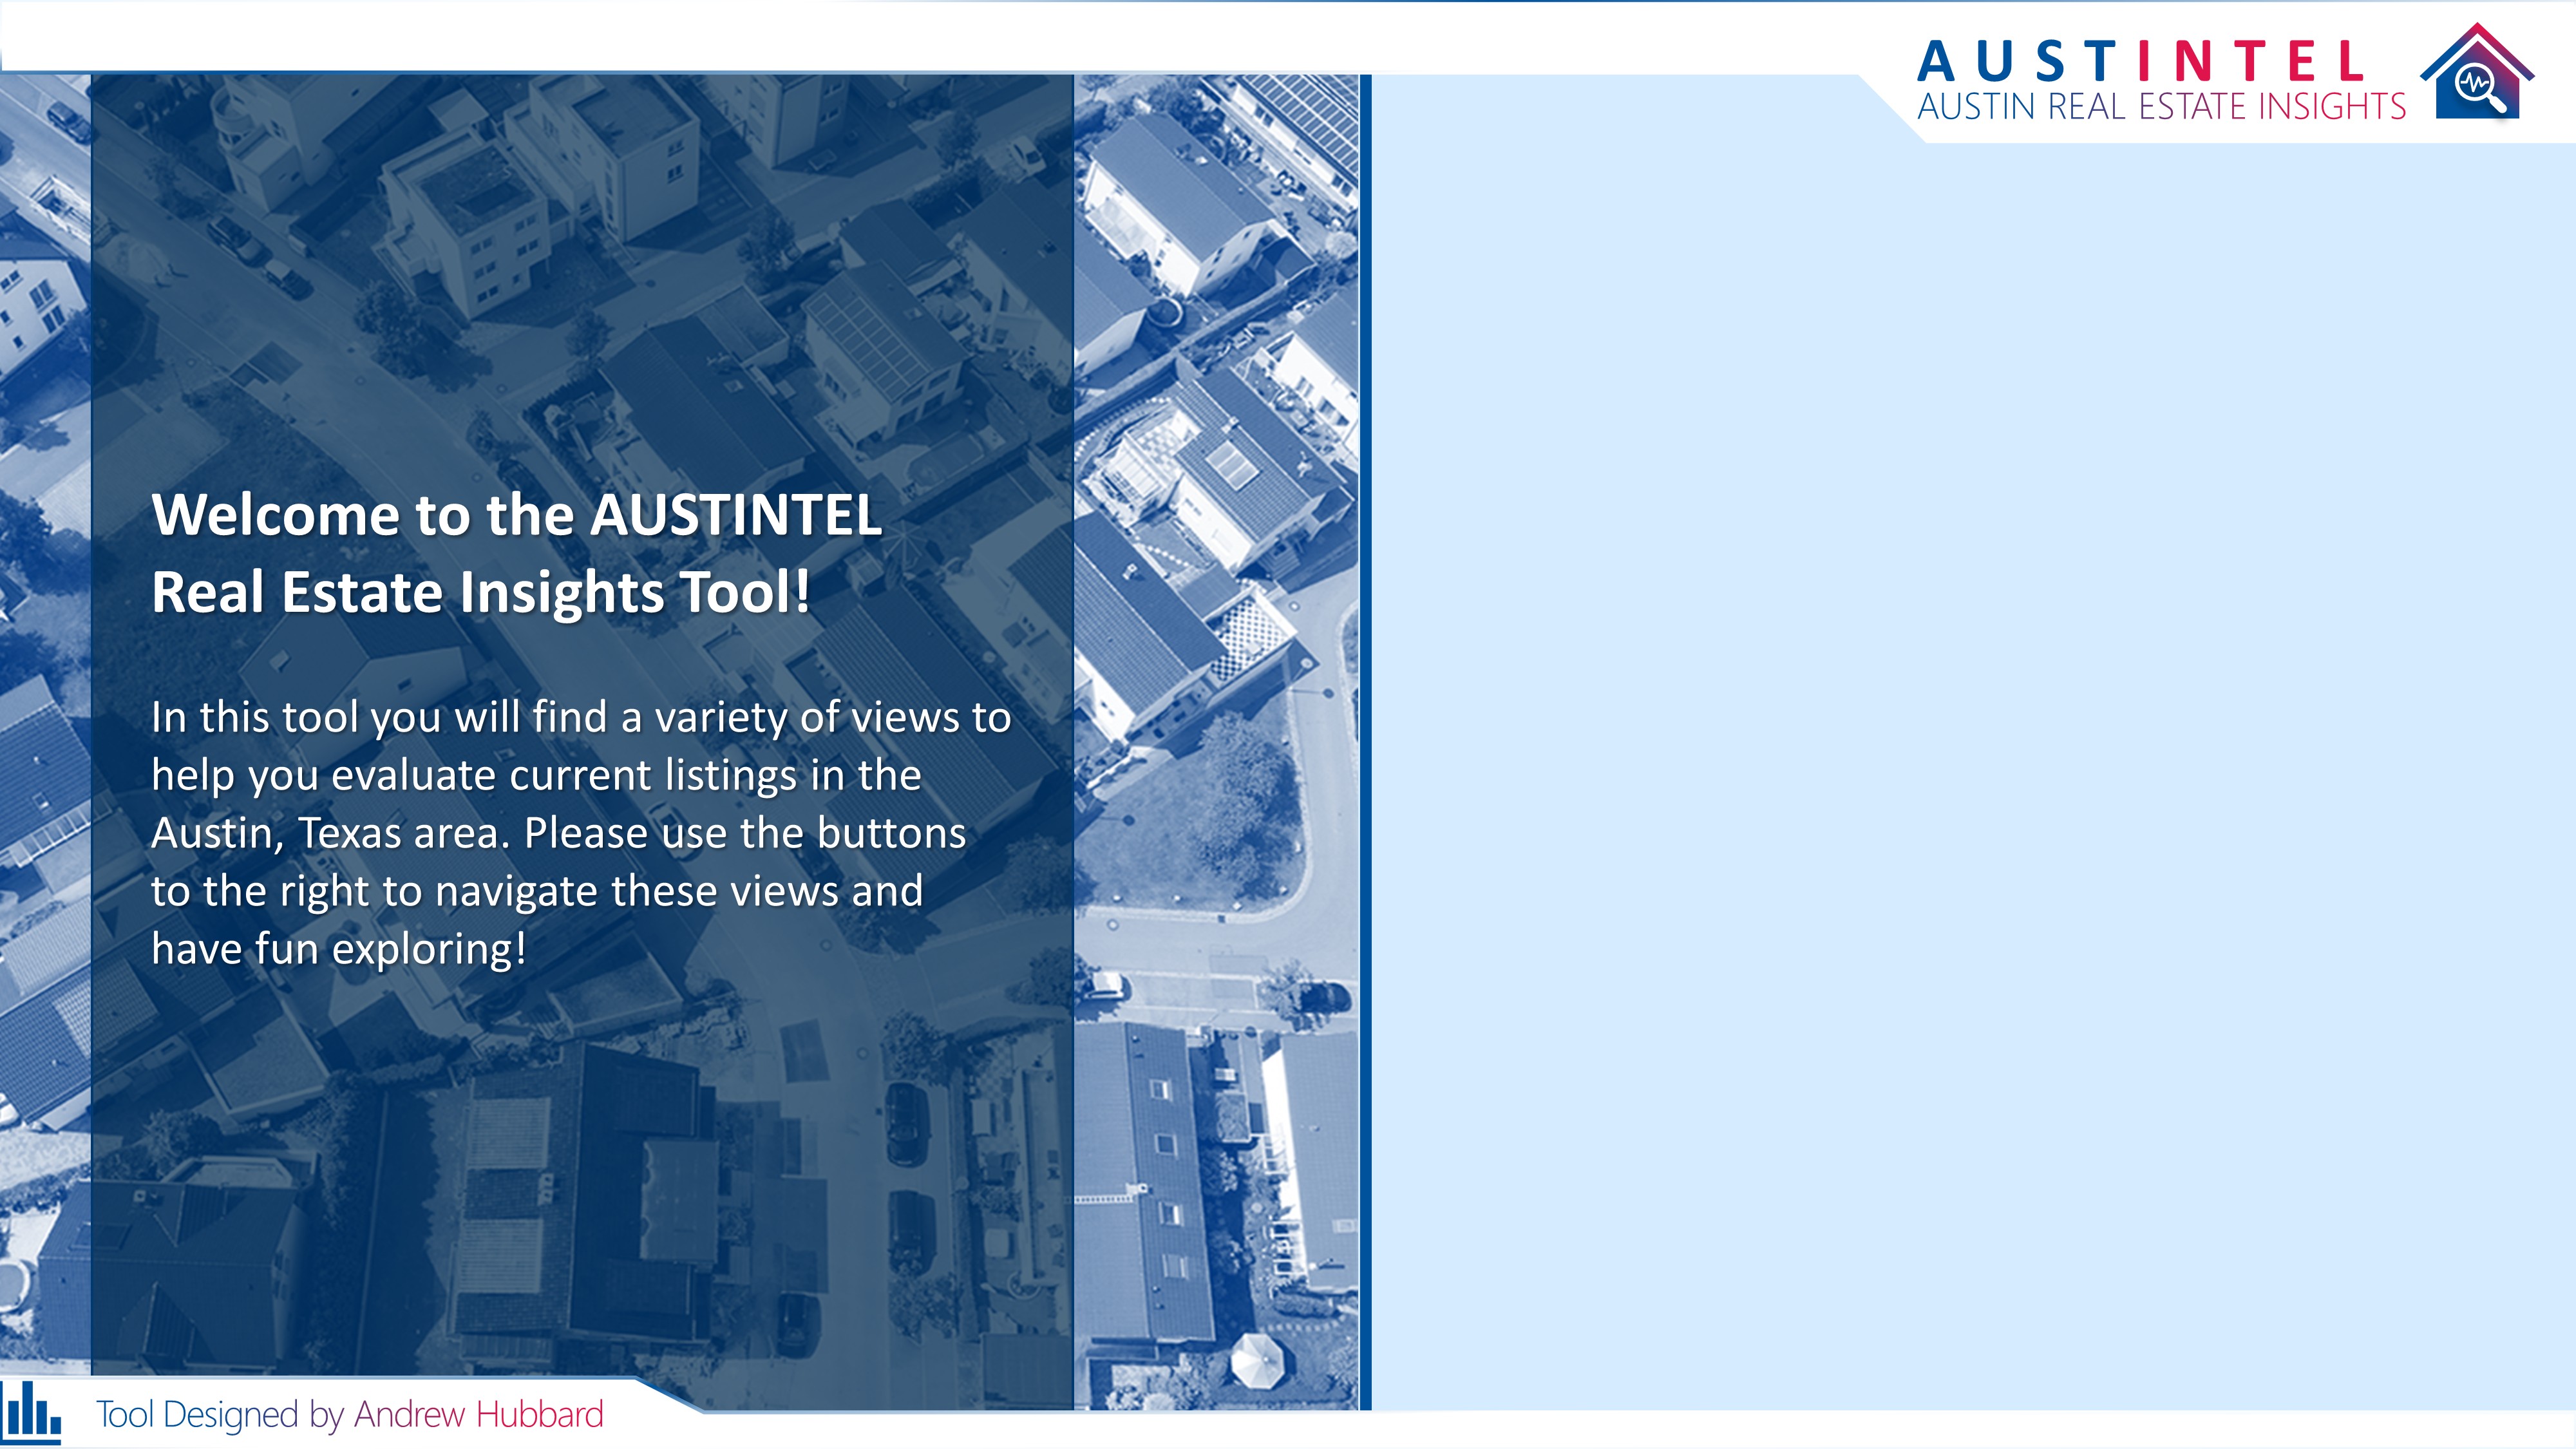 AUSTINTEL
AUSTIN REAL ESTATE INSIGHTS
Welcome to the AUSTINTEL
Real Estate Insights Tool!
In this tool you will find a variety of views to
help you evaluate current listings in the
Austin, Texas area. Please use the buttons
to the right to navigate these views and
have fun exploring!
Tool Designed by Andrew Hubbard